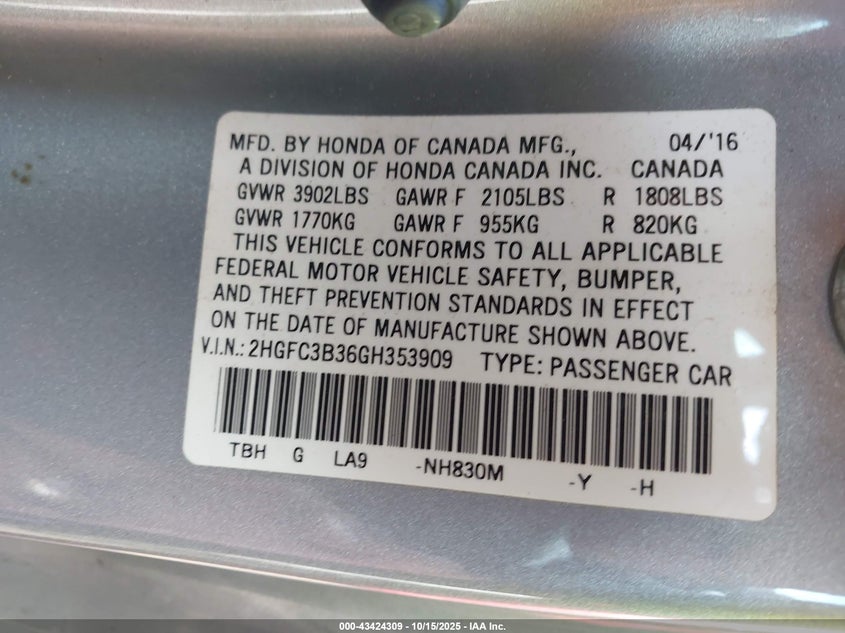 MFD. BY HONDA OF CANADA MFG., 04/'16
A DIVISION OF HONDA CANADA INC. CANADA
GVWR 3902LBS GAWR F 2105LBS R 1808LBS
GVWR 1770KG GAWR F 955KG R 820KG
THIS VEHICLE CONFORMS TO ALL APPLICABLE
FEDERAL MOTOR VEHICLE SAFETY, BUMPER,
AND THEFT PREVENTION STANDARDS IN EFFECT
ON THE DATE OF MANUFACTURE SHOWN ABOVE.
V.I.N.: 2HGFC3B36GH353909 TYPE: PASSENGER CAR
TBH G LA9 -NH830M -Y -H
000-43424309 - 10/15/2025 - IAA Inc.